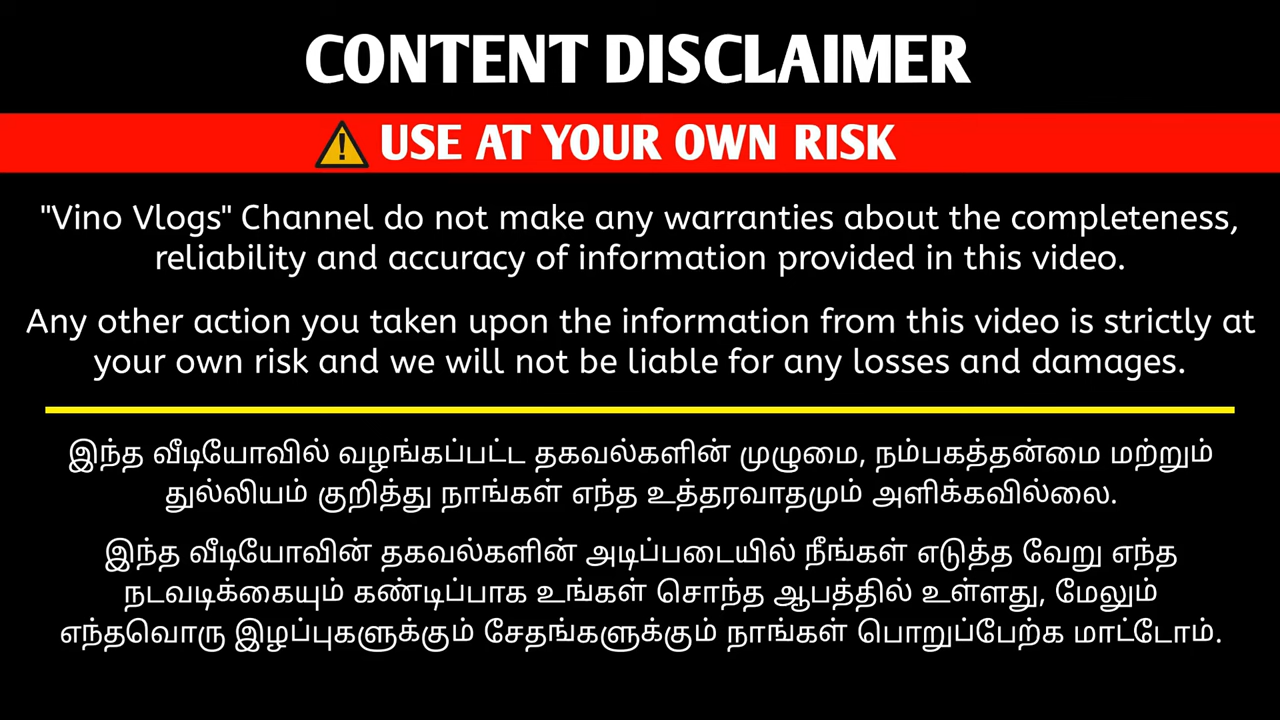 CONTENT DISCLAIMER
USE AT YOUR OWN RISK
"Vino Vlogs" Channel do not make any warranties about the completeness,
reliability and accuracy of information provided in this video.
Any other action you taken upon the information from this video is strictly at
your own risk and we will not be liable for any losses and damages.
இந்த வீடியோவில் வழங்கப்பட்ட தகவல்களின் முழுமை, நம்பகத்தன்மை மற்றும்
துல்லியம் குறித்து நாங்கள் எந்த உத்தரவாதமும் அளிக்கவில்லை.
இந்த வீடியோவின் தகவல்களின் அடிப்படையில் நீங்கள் எடுத்த வேறு எந்த
நடவடிக்கையும் கண்டிப்பாக உங்கள் சொந்த ஆபத்தில் உள்ளது, மேலும்
எந்தவொரு இழப்புகளுக்கும் சேதங்களுக்கும் நாங்கள் பொறுப்பேற்க மாட்டோம்.